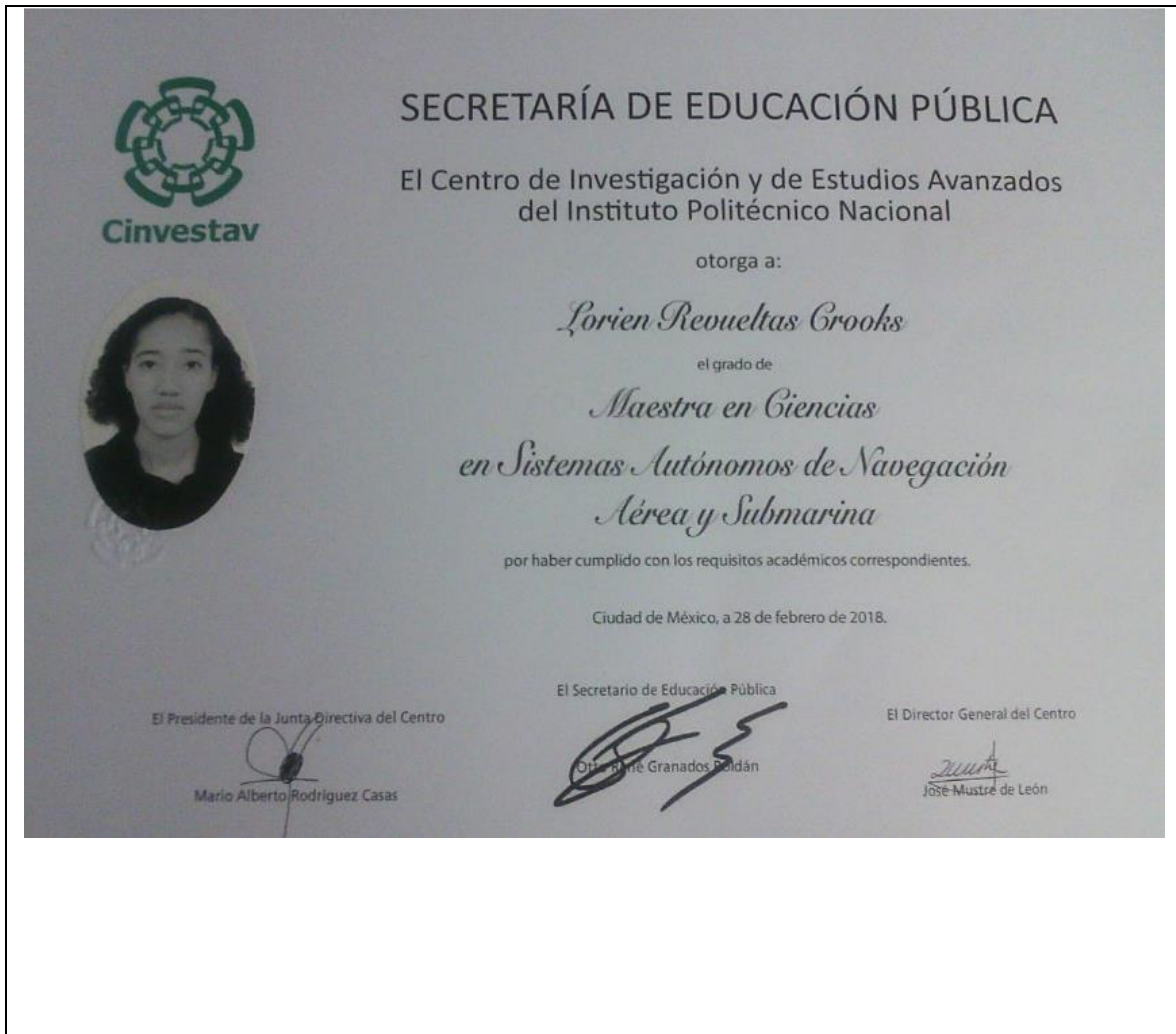 Cinvestav
SECRETARÍA DE EDUCACIÓN PÚBLICA
El Centro de Investigación y de Estudios Avanzados
del Instituto Politécnico Nacional
otorga a:
Lorien Revueltas Crooks
el grado de
Maestra en Ciencias
en Sistemas Autónomos de Navegación
Aérea y Submarina
por haber cumplido con los requisitos académicos correspondientes.
Ciudad de México, a 28 de febrero de 2018.
El Presidente de la Junta Directiva del Centro
Mario Alberto Rodríguez Casas
El Secretario de Educación Pública
Otto René Granados Roldán
El Director General del Centro
José Mustre de León